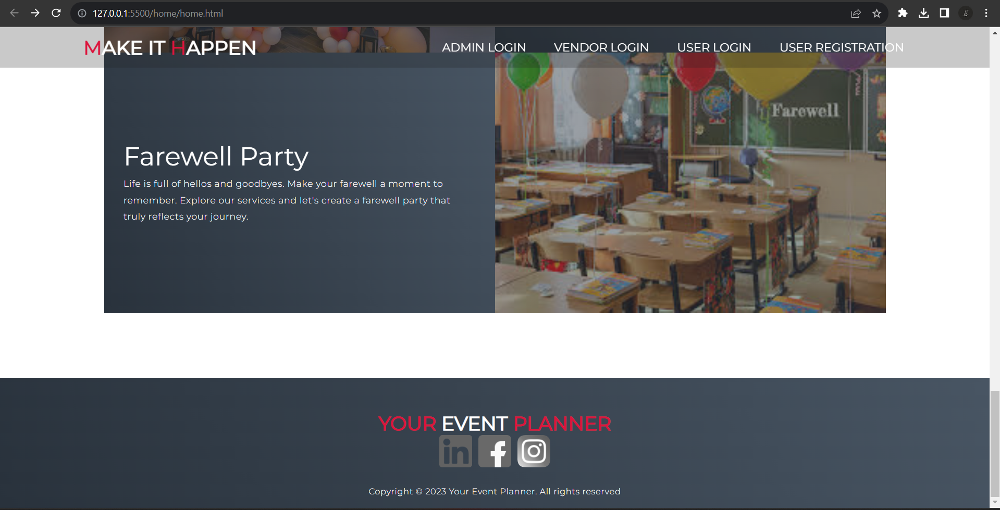 127.0.0.1:5500/home/home.html
MAKE IT HAPPEN
ADMIN LOGIN VENDOR LOGIN USER LOGIN USER REGISTRATION
Farewell
Farewell Party
Life is full of hellos and goodbyes. Make your farewell a moment to
remember. Explore our services and let's create a farewell party that
truly reflects your journey.
YOUR EVENT PLANNER
in f
Copyright © 2023 Your Event Planner. All rights reserved